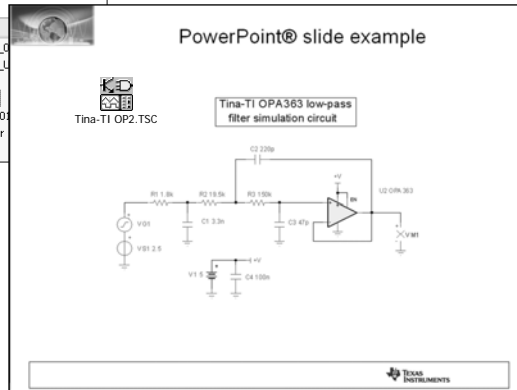 PowerPoint® slide example
Tina-TI OP2.TSC
Tina-TI OPA363 low-pass
filter simulation circuit
C2 220p
+V
U2 OPA363
R1 1.8k
R2 19.5k
R3 150k
C1 3.3n
C3 47p
VG1
VS1 2.5
VM1
+V
V1 5
C4 100n
TEXAS
INSTRUMENTS